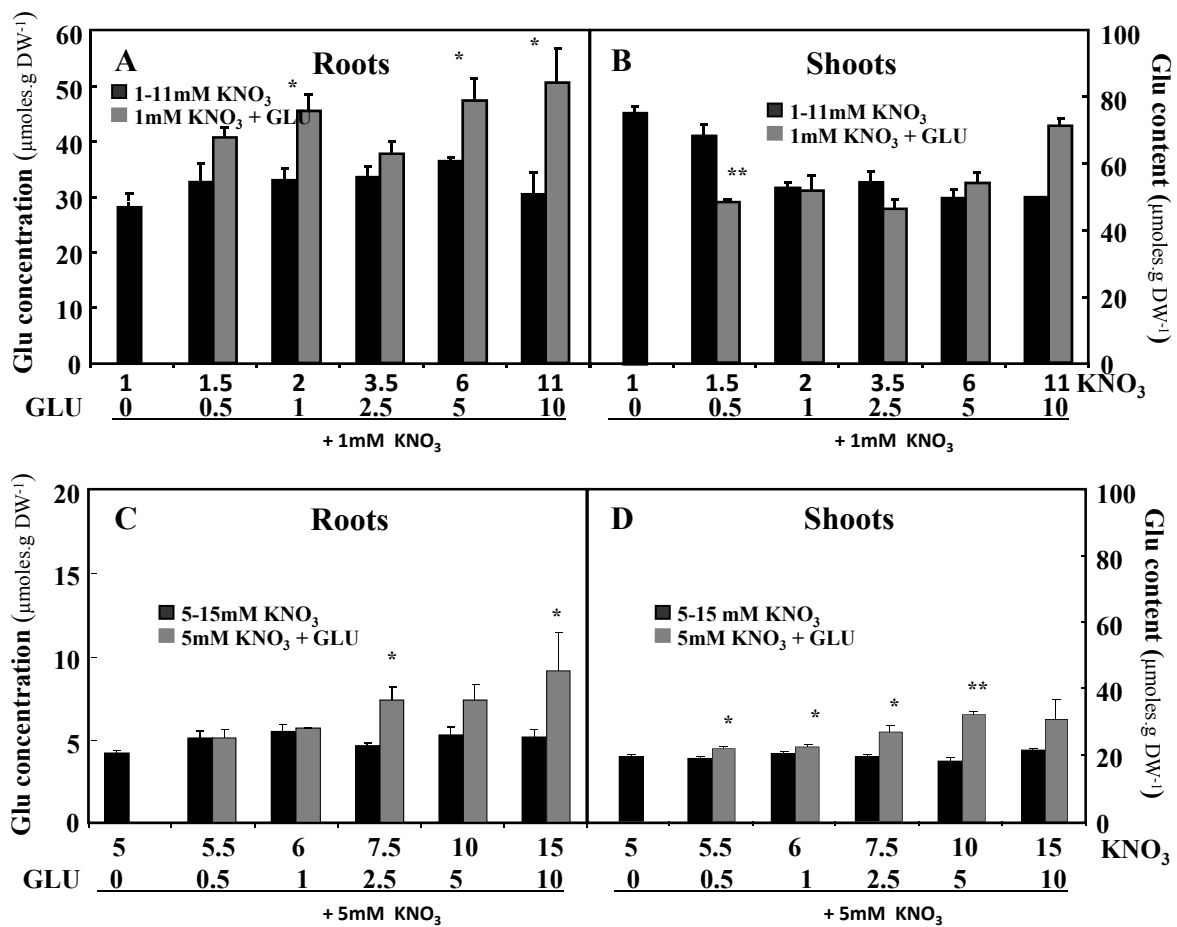 60
50
40
30
20
10
0
Glu concentration (μmoles.g DW⁻¹)
A
Roots
1-11mM KNO₃
1mM KNO₃ + GLU
*
*
*
B
Shoots
1-11mM KNO₃
1mM KNO₃ + GLU
**
100
80
60
40
20
0
Glu content (μmoles.g DW⁻¹)
1 1.5 2 3.5 6 11 1 1.5 2 3.5 6 11 KNO₃
GLU 0 0.5 1 2.5 5 10 0 0.5 1 2.5 5 10
+ 1mM KNO₃ + 1mM KNO₃
20
15
10
5
0
Glu concentration (μmoles.g DW⁻¹)
C
Roots
5-15mM KNO₃
5mM KNO₃ + GLU
*
*
D
Shoots
5-15 mM KNO₃
5mM KNO₃ + GLU
*
*
*
**
100
80
60
40
20
0
Glu content (μmoles.g DW⁻¹)
5 5.5 6 7.5 10 15 5 5.5 6 7.5 10 15 KNO₃
GLU 0 0.5 1 2.5 5 10 0 0.5 1 2.5 5 10
+ 5mM KNO₃ + 5mM KNO₃